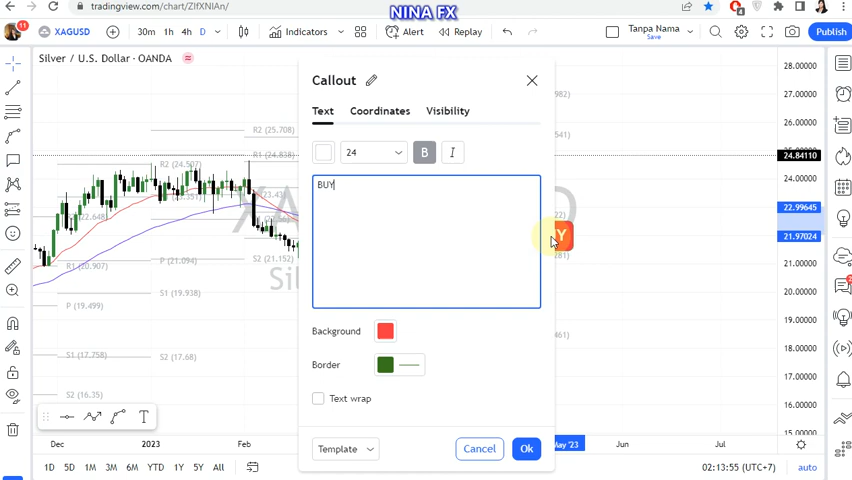 NINA FX
tradingview.com/chart/ZIfXNIAn/
11
XAGUSD
30m 1h 4h D
Indicators
Alert
Replay
Tanpa Nama
Save
Publish
Silver / U.S. Dollar · OANDA
Callout
Text
Coordinates
Visibility
24
B
I
BUY
Y
Background
Border
Text wrap
Template
Cancel
Ok
R2 (25.708)
R2 (24.507)
R1 (24.838)
P (21.094)
R1 (20.907)
S2 (21.152)
S1 (19.938)
P (19.499)
S1 (17.758)
S2 (17.68)
S2 (16.35)
28.00000
27.00000
26.00000
24.84110
24.00000
22.99645
21.97024
21.00000
20.00000
19.00000
18.00000
17.00000
16.00000
15.00000
Dec
2023
Feb
May '23
Jun
Jul
1D 5D 1M 3M 6M YTD 1Y 5Y All
02:13:55 (UTC+7)
auto